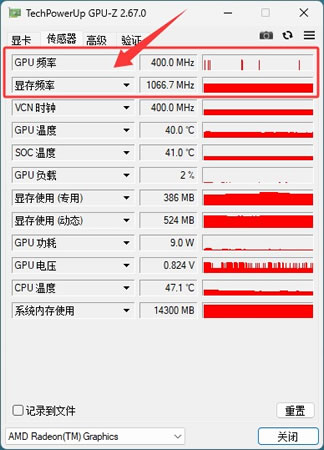 TechPowerUp GPU-Z 2.67.0
显卡 传感器 高级 验证
GPU 频率 400.0 MHz
显存频率 1066.7 MHz
VCN 时钟 400.0 MHz
GPU 温度 40.0 °C
SOC 温度 41.0 °C
GPU 负载 2 %
显存使用 (专用) 386 MB
显存使用 (动态) 524 MB
GPU 功耗 9.0 W
GPU 电压 0.824 V
CPU 温度 47.1 °C
系统内存使用 14300 MB
记录到文件 重置
AMD Radeon(TM) Graphics 关闭